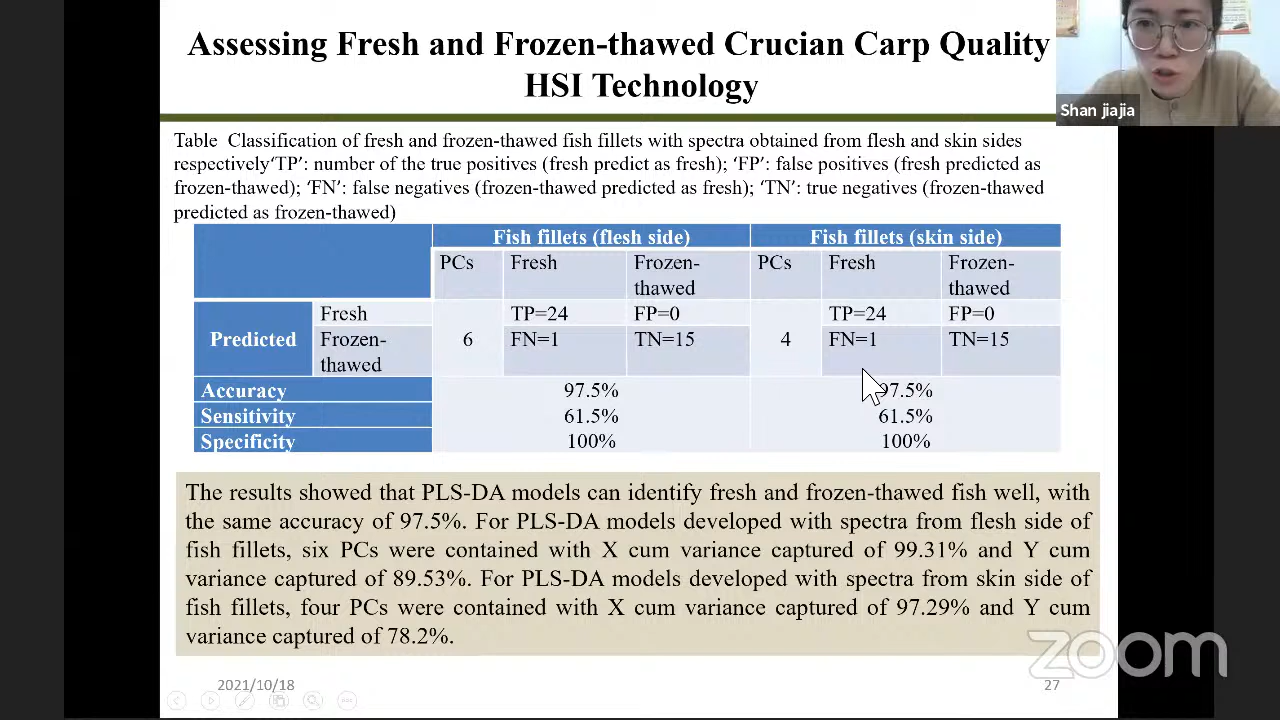 Assessing Fresh and Frozen-thawed Crucian Carp Quality
HSI Technology
Shan jiajia
Table Classification of fresh and frozen-thawed fish fillets with spectra obtained from flesh and skin sides
respectively‘TP’: number of the true positives (fresh predict as fresh); ‘FP’: false positives (fresh predicted as
frozen-thawed); ‘FN’: false negatives (frozen-thawed predicted as fresh); ‘TN’: true negatives (frozen-thawed
predicted as frozen-thawed)
Fish fillets (flesh side) Fish fillets (skin side)
PCs Fresh Frozen- PCs Fresh Frozen-
thawed thawed
Fresh TP=24 FP=0 TP=24 FP=0
Predicted Frozen- 6 FN=1 TN=15 4 FN=1 TN=15
thawed
Accuracy 97.5% 97.5%
Sensitivity 61.5% 61.5%
Specificity 100% 100%
The results showed that PLS-DA models can identify fresh and frozen-thawed fish well, with
the same accuracy of 97.5%. For PLS-DA models developed with spectra from flesh side of
fish fillets, six PCs were contained with X cum variance captured of 99.31% and Y cum
variance captured of 89.53%. For PLS-DA models developed with spectra from skin side of
fish fillets, four PCs were contained with X cum variance captured of 97.29% and Y cum
variance captured of 78.2%.
zoom
2021/10/18 27